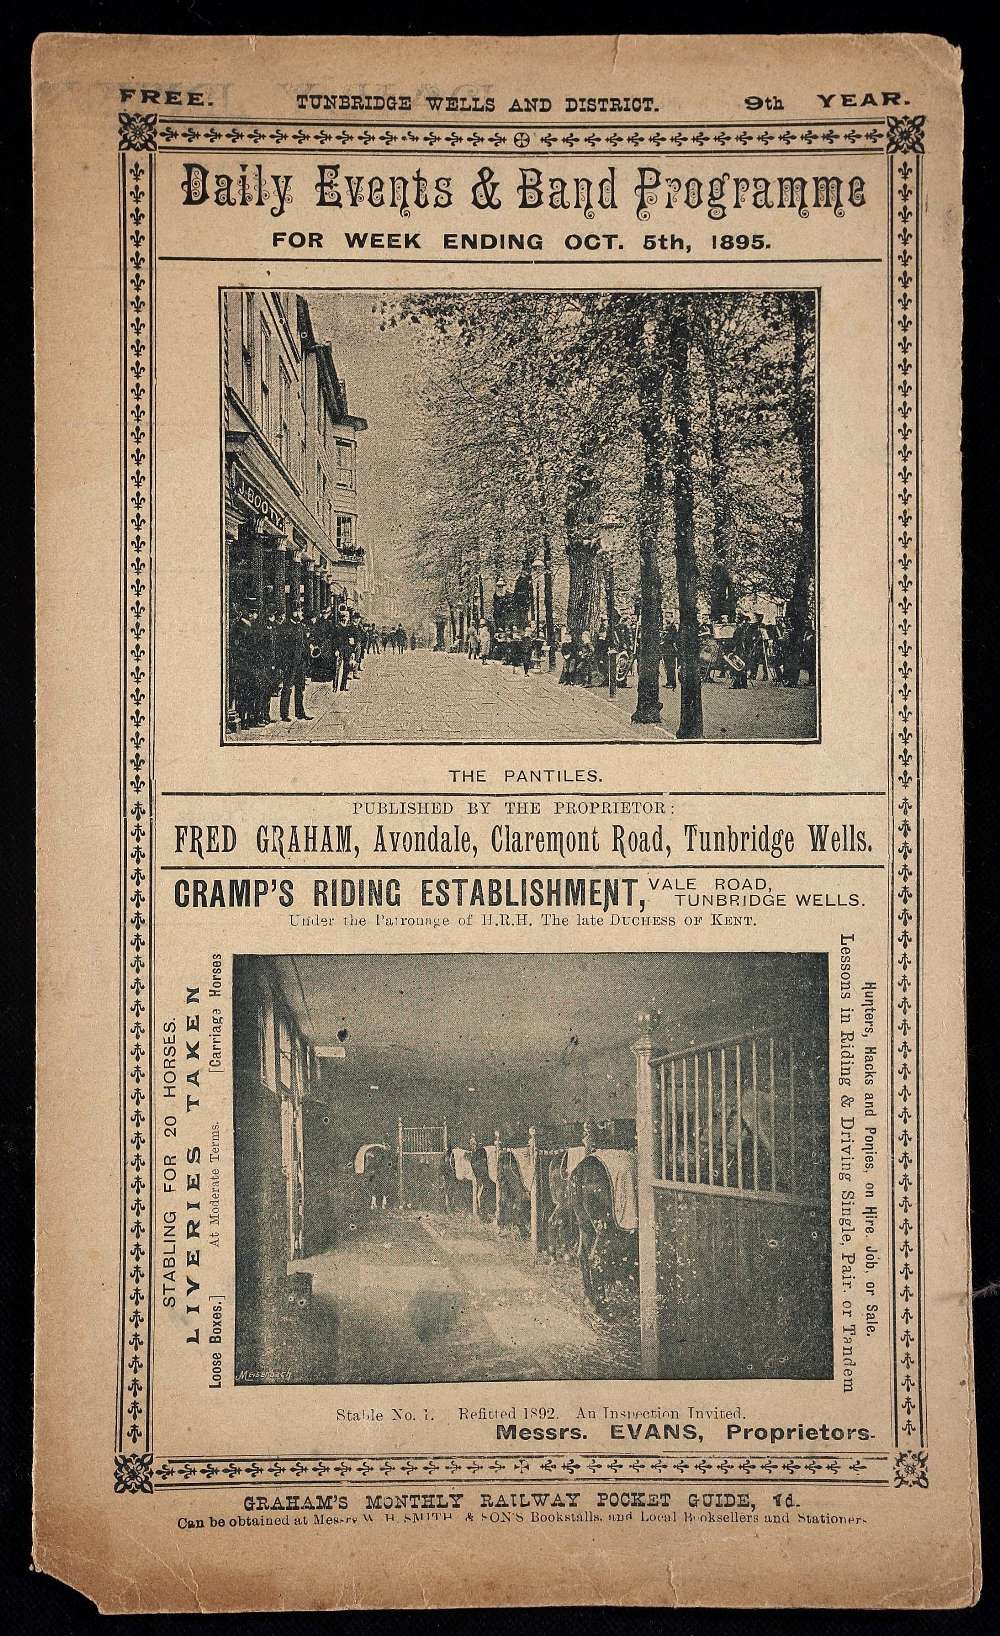 FREE. TUNBRIDGE WELLS AND DISTRICT. 9th YEAR.
Daily Events & Band Programme
FOR WEEK ENDING OCT. 5th, 1895.
J. BOOTY
THE PANTILES.
PUBLISHED BY THE PROPRIETOR:
FRED GRAHAM, Avondale, Claremont Road, Tunbridge Wells.
CRAMP'S RIDING ESTABLISHMENT, VALE ROAD,
TUNBRIDGE WELLS.
Under the Patronage of H.R.H. The late DUCHESS OF KENT.
STABLING FOR 20 HORSES.
LIVERIES TAKEN
Loose Boxes.] At Moderate Terms. [Carriage Horses
Hunters, Hacks and Ponies, on Hire, Job, or Sale.
Lessons in Riding & Driving Single, Pair, or Tandem
Meisenbach
Stable No. 1. Refitted 1892. An Inspection Invited.
Messrs. EVANS, Proprietors.
GRAHAM'S MONTHLY RAILWAY POCKET GUIDE, 1d.
Can be obtained at Messrs W. H. SMITH & SON'S Bookstalls, and Local Booksellers and Stationers